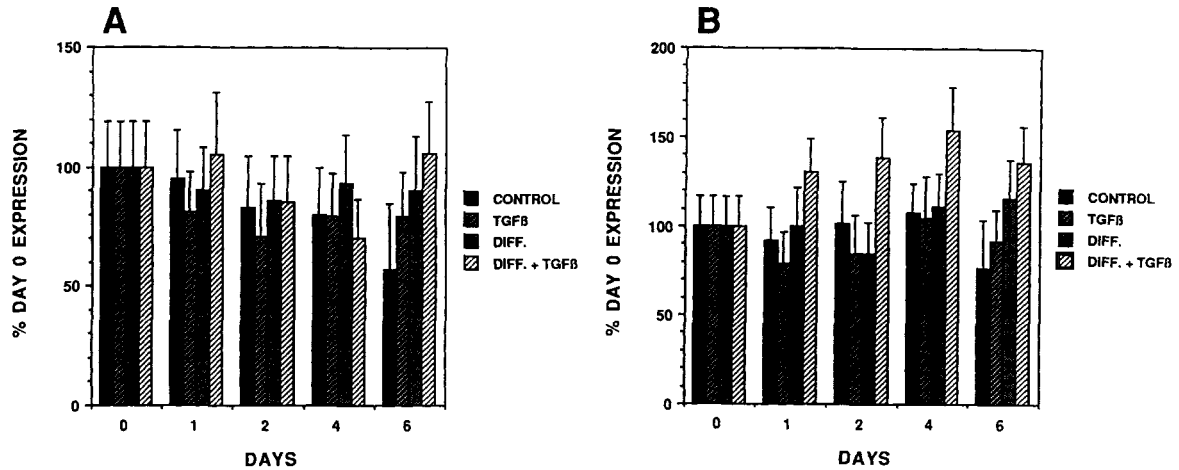 A
150
100
50
0
% DAY 0 EXPRESSION
0 1 2 4 6
DAYS
CONTROL
TGFß
DIFF.
DIFF. + TGFß
B
200
150
100
50
0
% DAY 0 EXPRESSION
0 1 2 4 6
DAYS
CONTROL
TGFß
DIFF.
DIFF. + TGFß